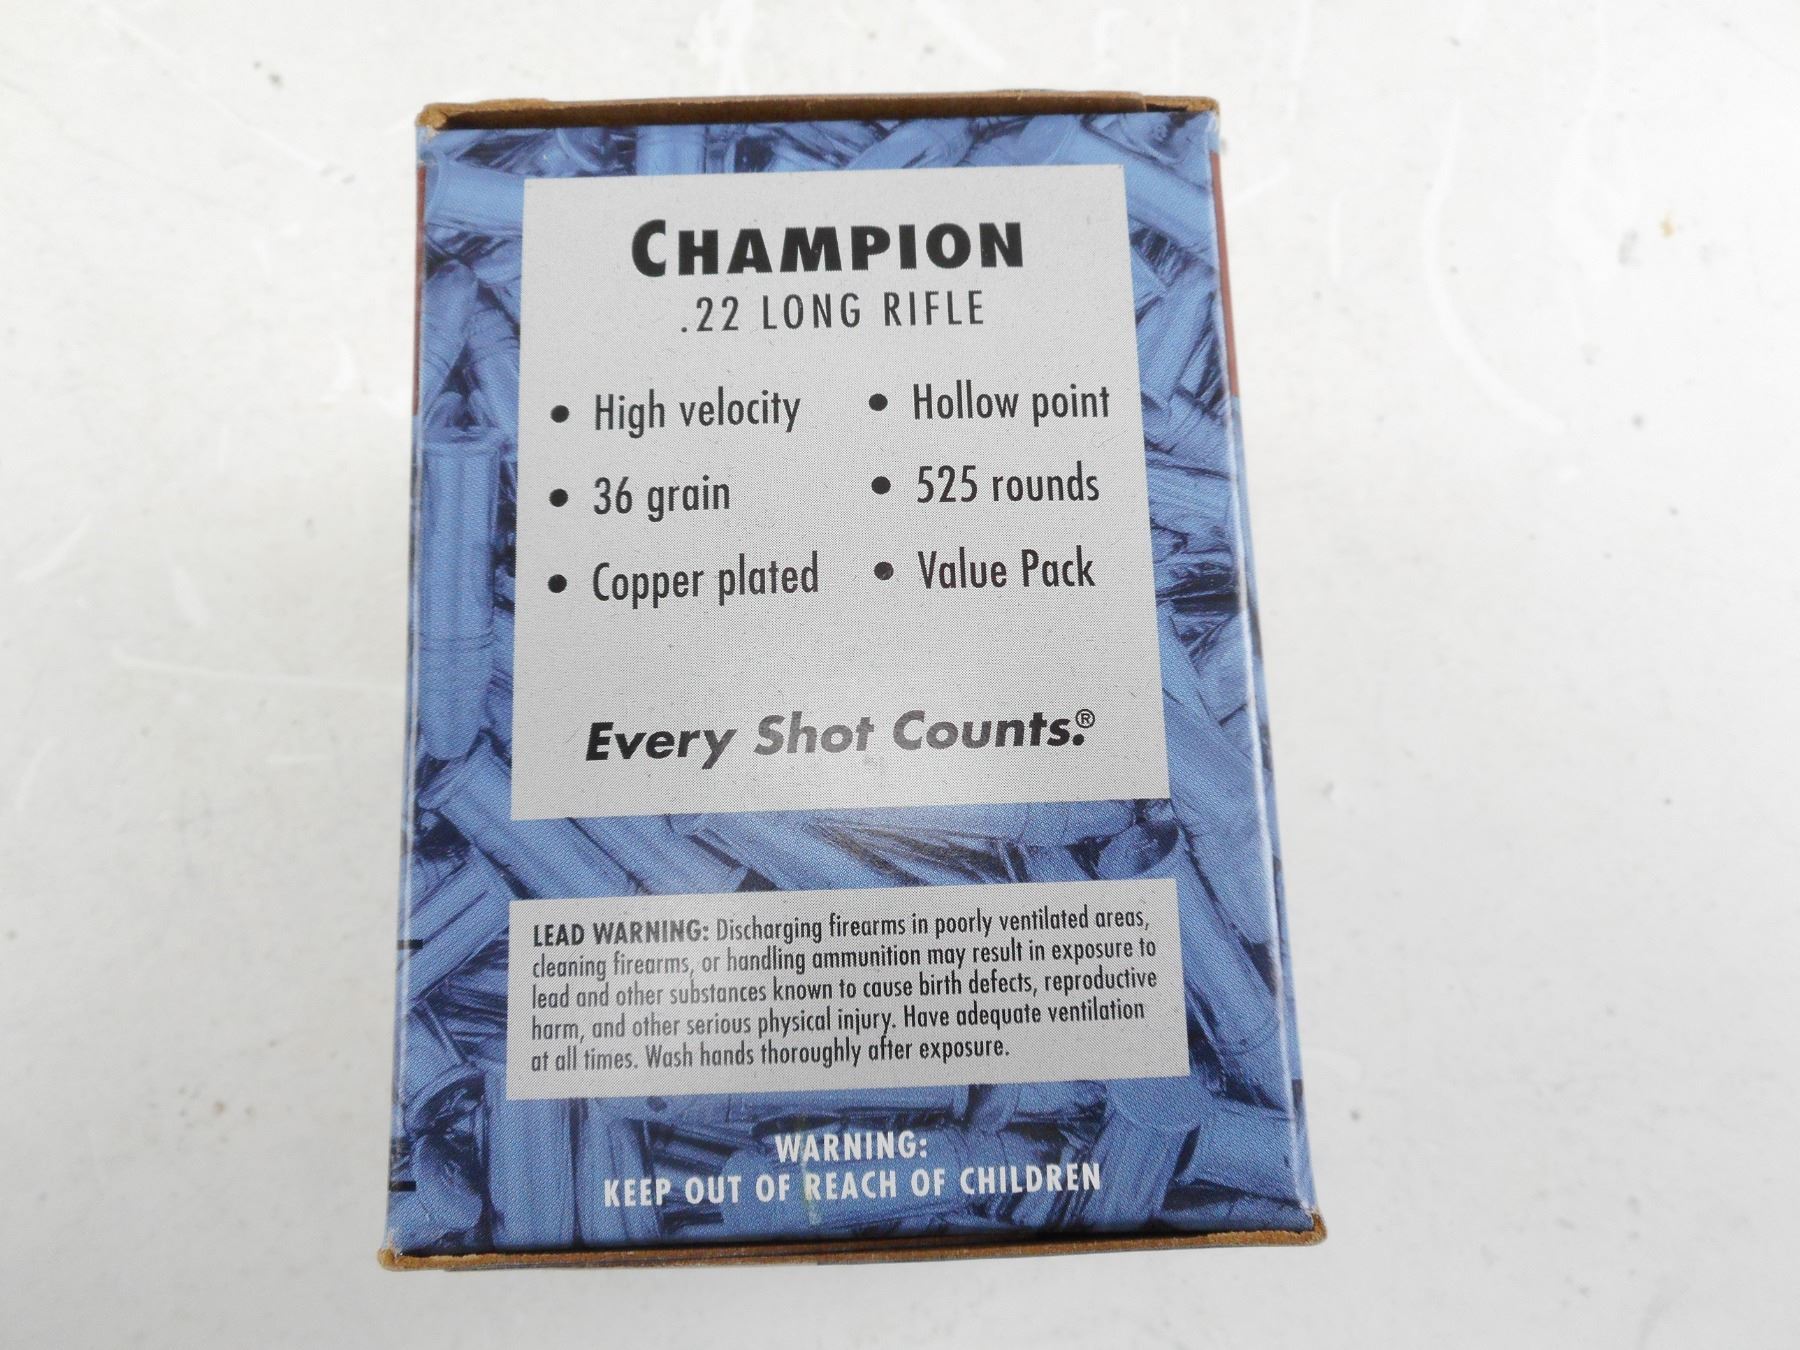 CHAMPION
.22 LONG RIFLE
• High velocity • Hollow point
• 36 grain • 525 rounds
• Copper plated • Value Pack
Every Shot Counts.®
LEAD WARNING: Discharging firearms in poorly ventilated areas,
cleaning firearms, or handling ammunition may result in exposure to
lead and other substances known to cause birth defects, reproductive
harm, and other serious physical injury. Have adequate ventilation
at all times. Wash hands thoroughly after exposure.
WARNING:
KEEP OUT OF REACH OF CHILDREN